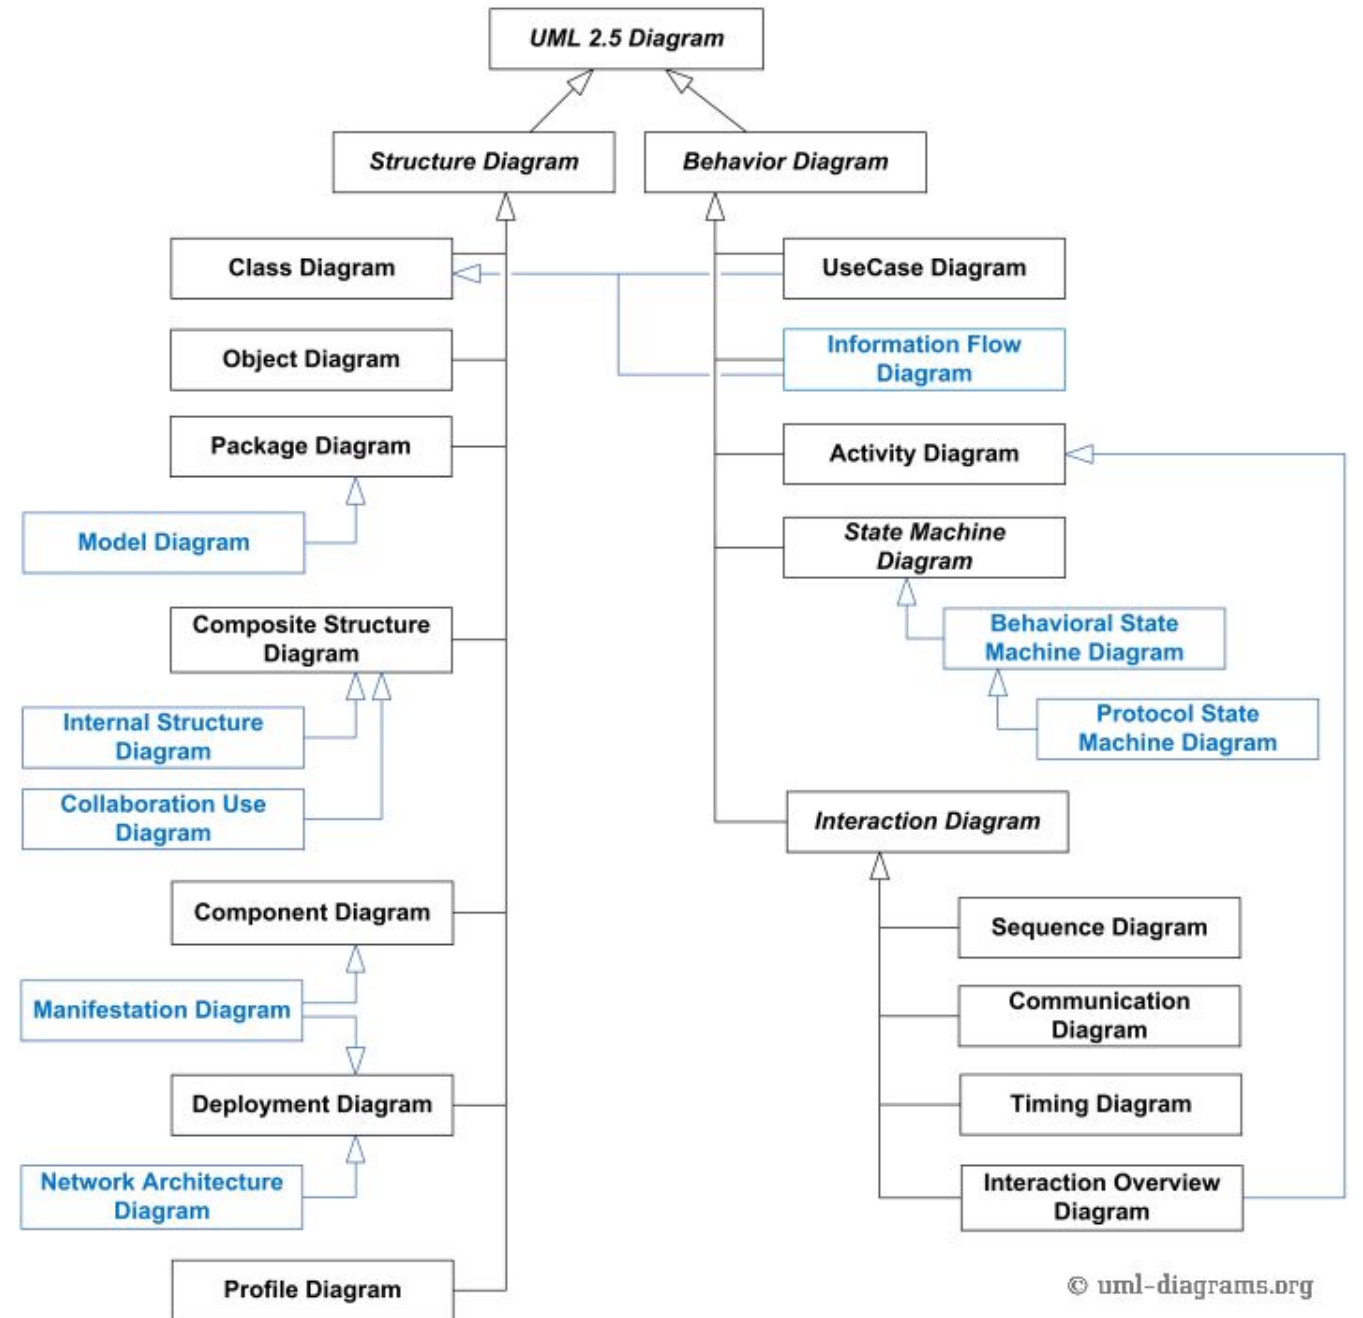 UML 2.5 Diagram
Structure Diagram
Behavior Diagram
Class Diagram
UseCase Diagram
Object Diagram
Information Flow
Diagram
Package Diagram
Activity Diagram
Model Diagram
State Machine
Diagram
Composite Structure
Diagram
Behavioral State
Machine Diagram
Internal Structure
Diagram
Protocol State
Machine Diagram
Collaboration Use
Diagram
Interaction Diagram
Component Diagram
Sequence Diagram
Manifestation Diagram
Communication
Diagram
Deployment Diagram
Timing Diagram
Network Architecture
Diagram
Interaction Overview
Diagram
Profile Diagram
© uml-diagrams.org